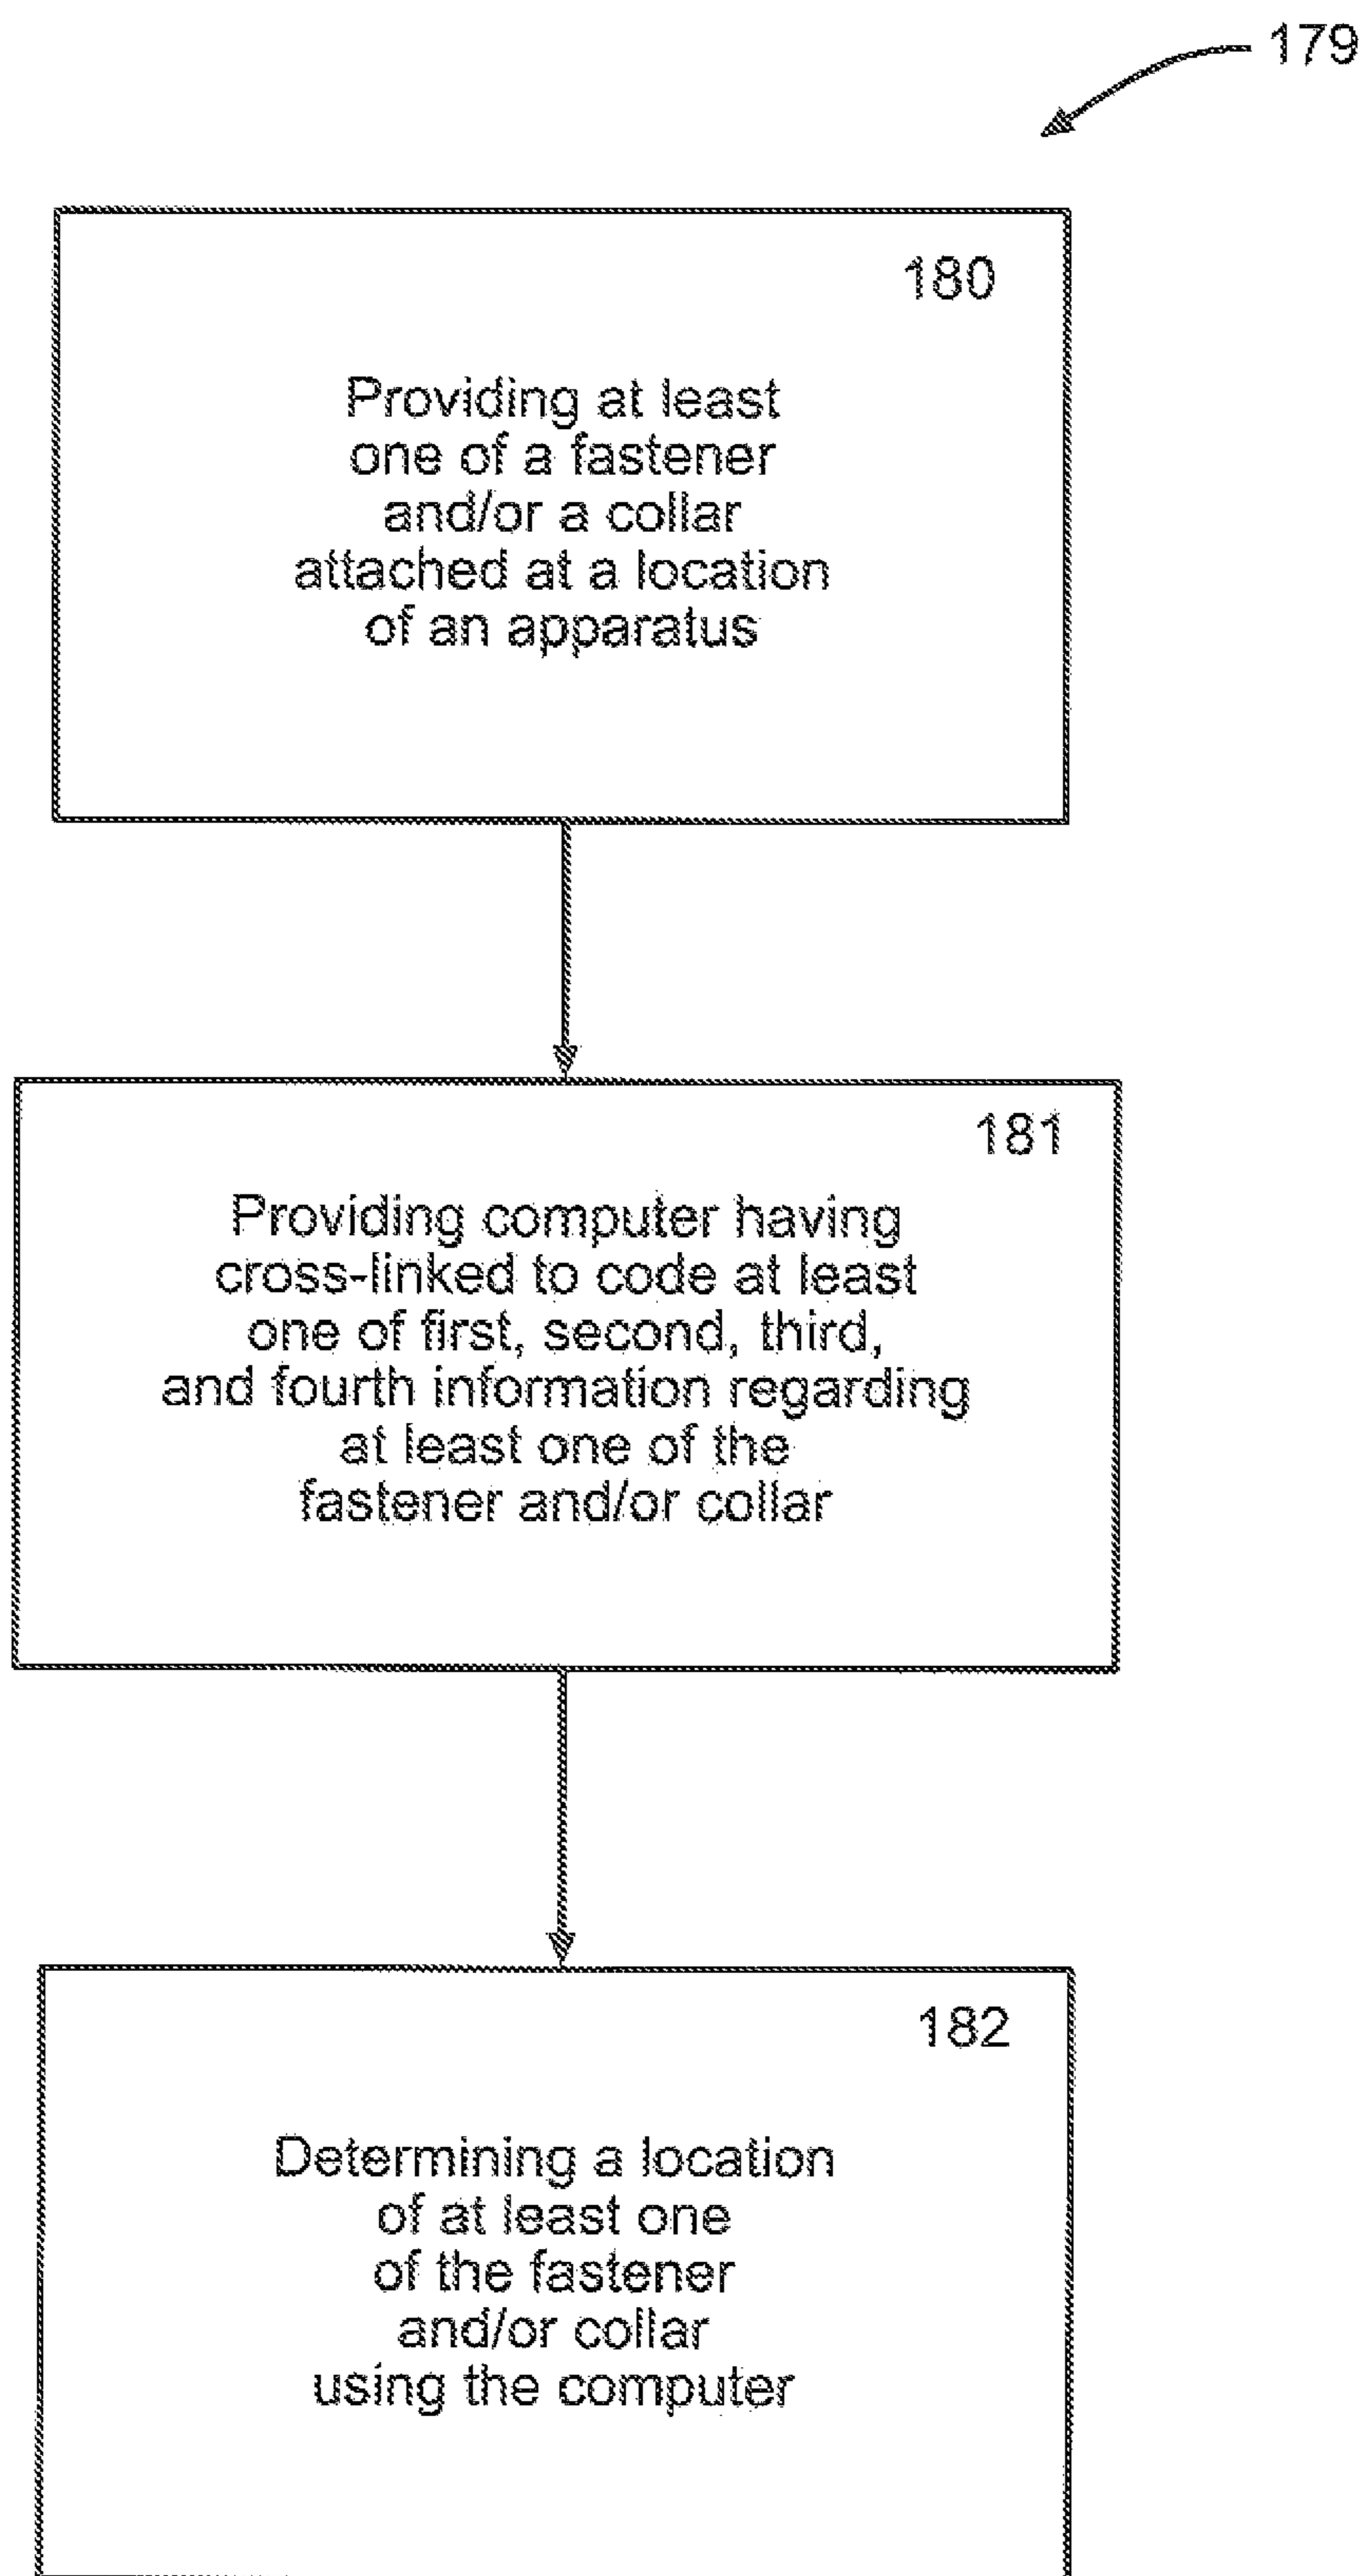 179
180
Providing at least
one of a fastener
and/or a collar
attached at a location
of an apparatus
181
Providing computer having
cross-linked to code at least
one of first, second, third,
and fourth information regarding
at least one of the
fastener and/or collar
182
Determining a location
of at least one
of the fastener
and/or collar
using the computer